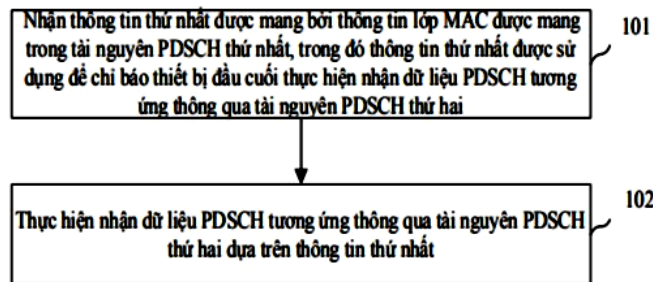 Nhận thông tin thứ nhất được mang bởi thông tin lớp MAC được mang
trong tài nguyên PDSCH thứ nhất, trong đó thông tin thứ nhất được sử
dụng để chỉ báo thiết bị đầu cuối thực hiện nhận dữ liệu PDSCH tương
ứng thông qua tài nguyên PDSCH thứ hai
101
Thực hiện nhận dữ liệu PDSCH tương ứng thông qua tài nguyên PDSCH
thứ hai dựa trên thông tin thứ nhất
102